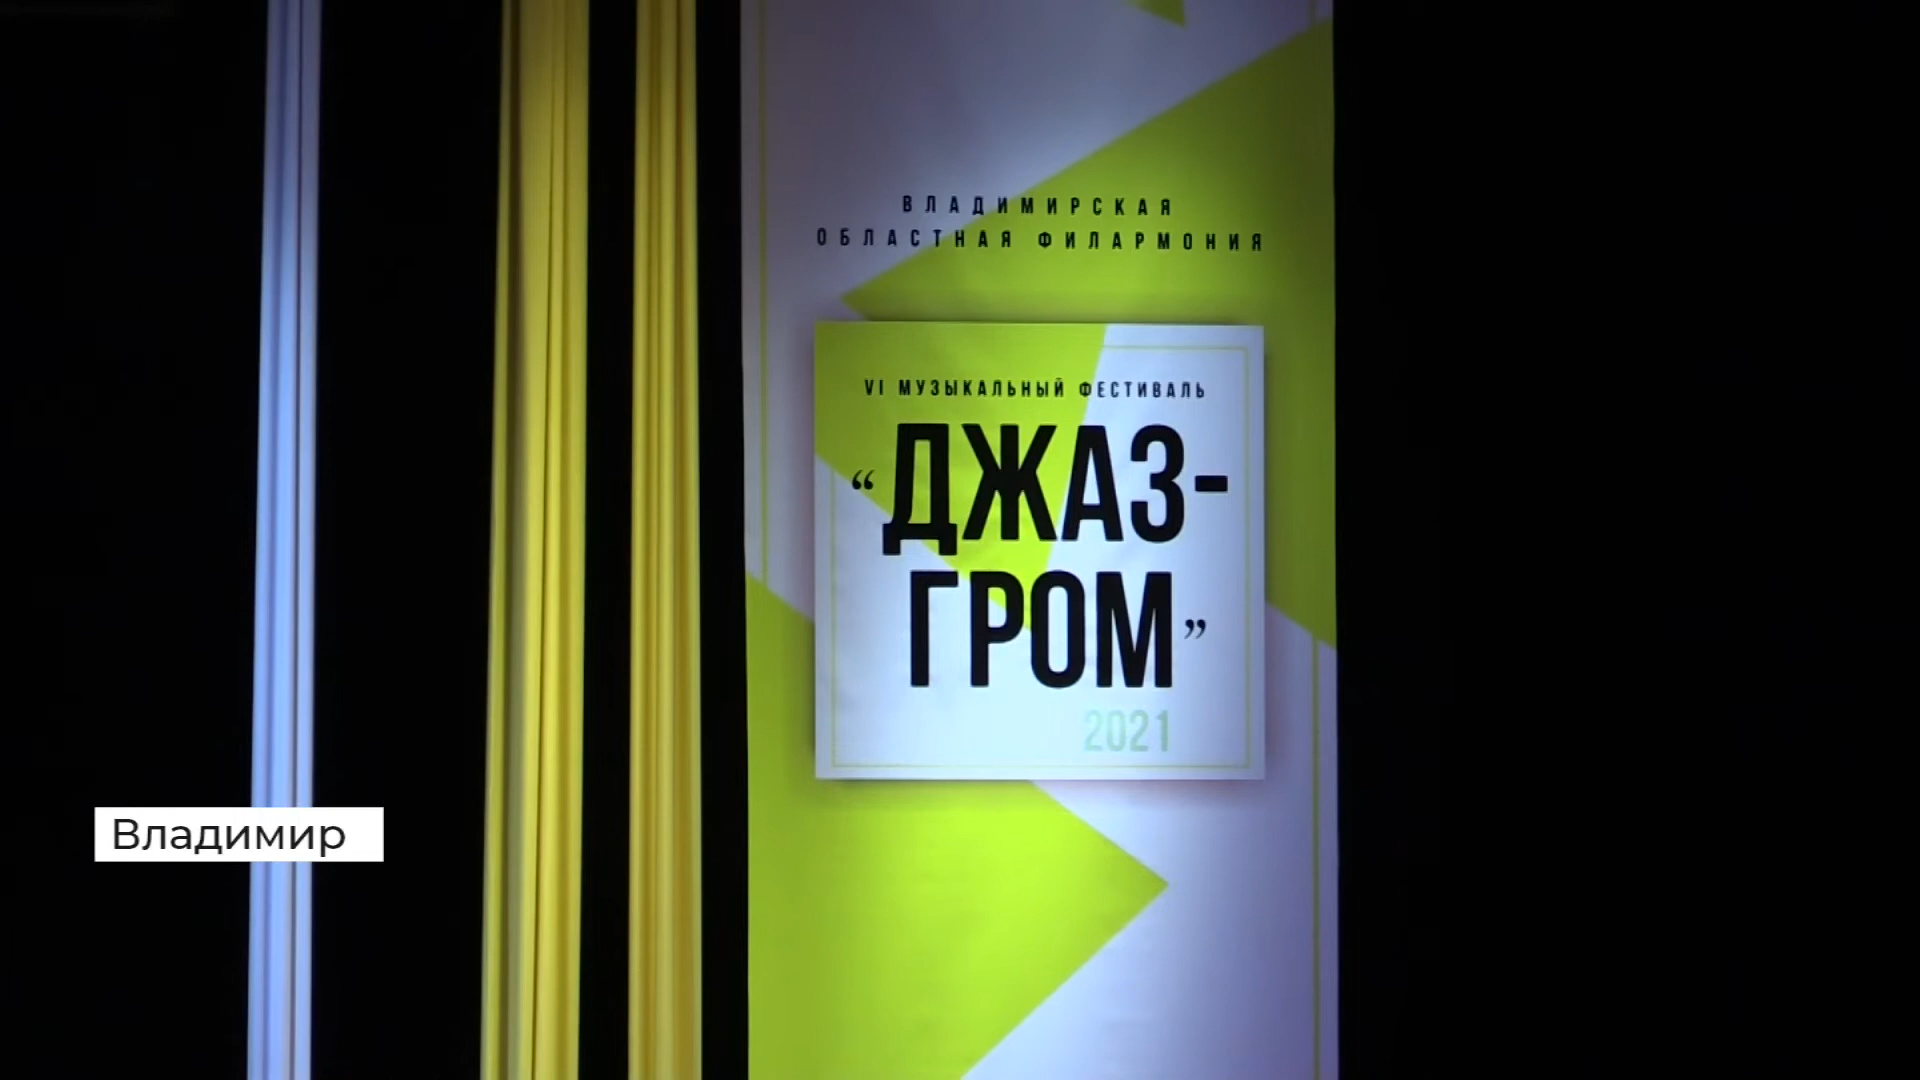 ВЛАДИМИРСКАЯ
ОБЛАСТНАЯ ФИЛАРМОНИЯ
VI МУЗЫКАЛЬНЫЙ ФЕСТИВАЛЬ
“ДЖАЗ-
ГРОМ”
2021
Владимир